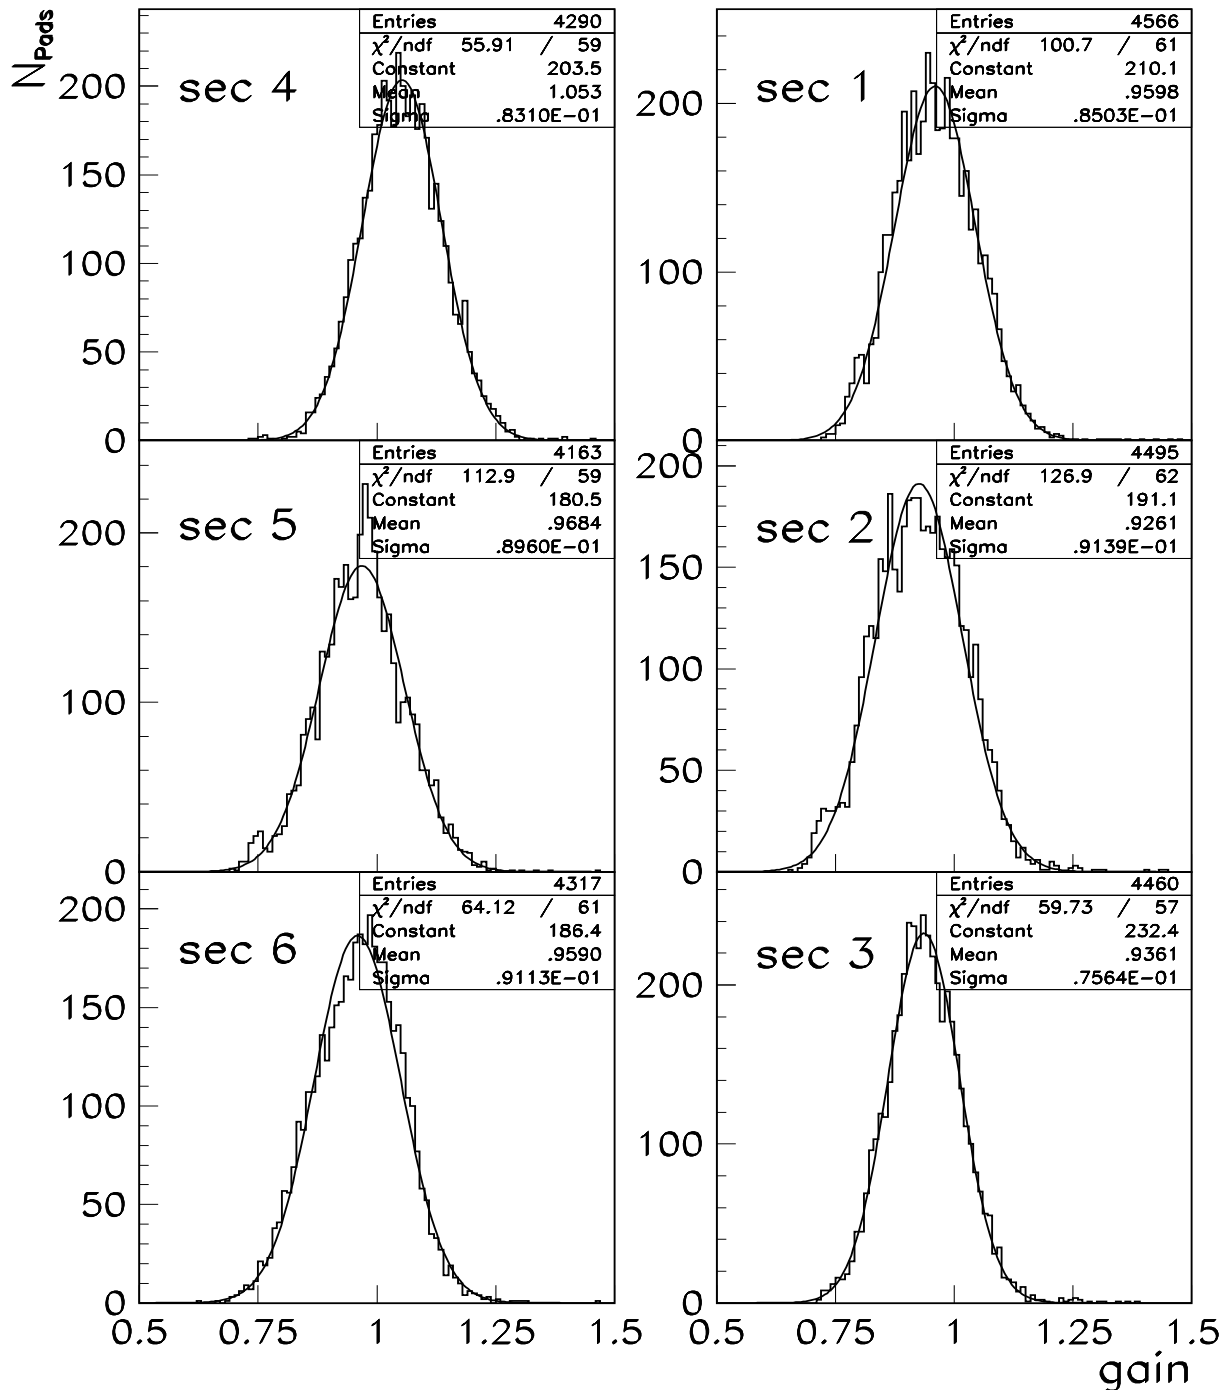 N_Pads
Entries 4290
χ²/ndf 55.91 / 59
Constant 203.5
Mean 1.053
Sigma .8310E-01
sec 4
200
150
100
50
0
Entries 4566
χ²/ndf 100.7 / 61
Constant 210.1
Mean .9598
Sigma .8503E-01
sec 1
200
100
0
Entries 4163
χ²/ndf 112.9 / 59
Constant 180.5
Mean .9684
Sigma .8960E-01
sec 5
200
100
0
Entries 4495
χ²/ndf 126.9 / 62
Constant 191.1
Mean .9261
Sigma .9139E-01
sec 2
200
150
100
50
0
Entries 4317
χ²/ndf 64.12 / 61
Constant 186.4
Mean .9590
Sigma .9113E-01
sec 6
200
150
100
50
0
0.5 0.75 1 1.25 1.5
Entries 4460
χ²/ndf 59.73 / 57
Constant 232.4
Mean .9361
Sigma .7564E-01
sec 3
200
100
0
0.5 0.75 1 1.25 1.5
gain